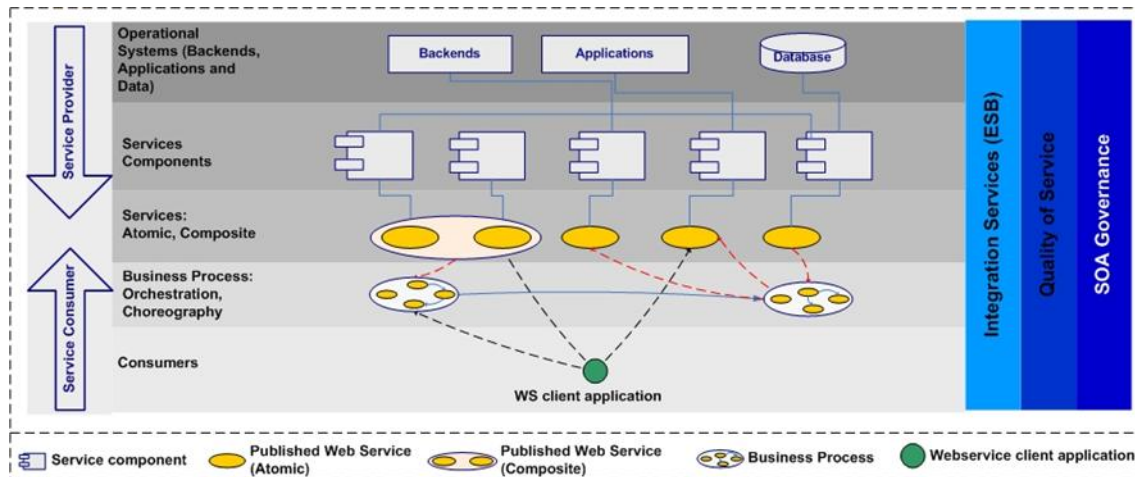 Service Provider
Service Consumer
Operational
Systems (Backends,
Applications and
Data)
Backends
Applications
Database
Services
Components
Services:
Atomic, Composite
Business Process:
Orchestration,
Choreography
Consumers
WS client application
Integration Services (ESB)
Quality of Service
SOA Governance
Service component
Published Web Service
(Atomic)
Published Web Service
(Composite)
Business Process
Webservice client application